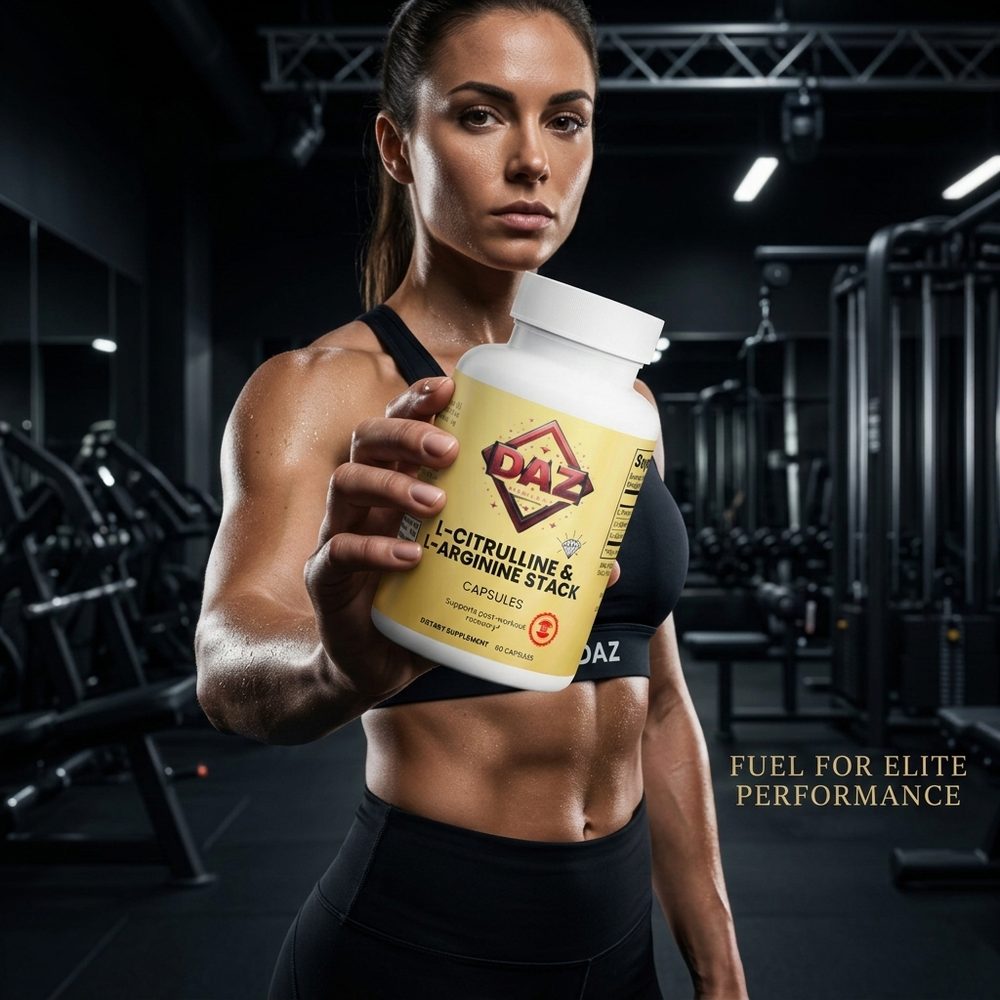 DAZ
L-CITRULLINE &
L-ARGININE STACK
CAPSULES
Supports post-workout
recovery*
DIETARY SUPPLEMENT 60 CAPSULES
DAZ
FUEL FOR ELITE
PERFORMANCE